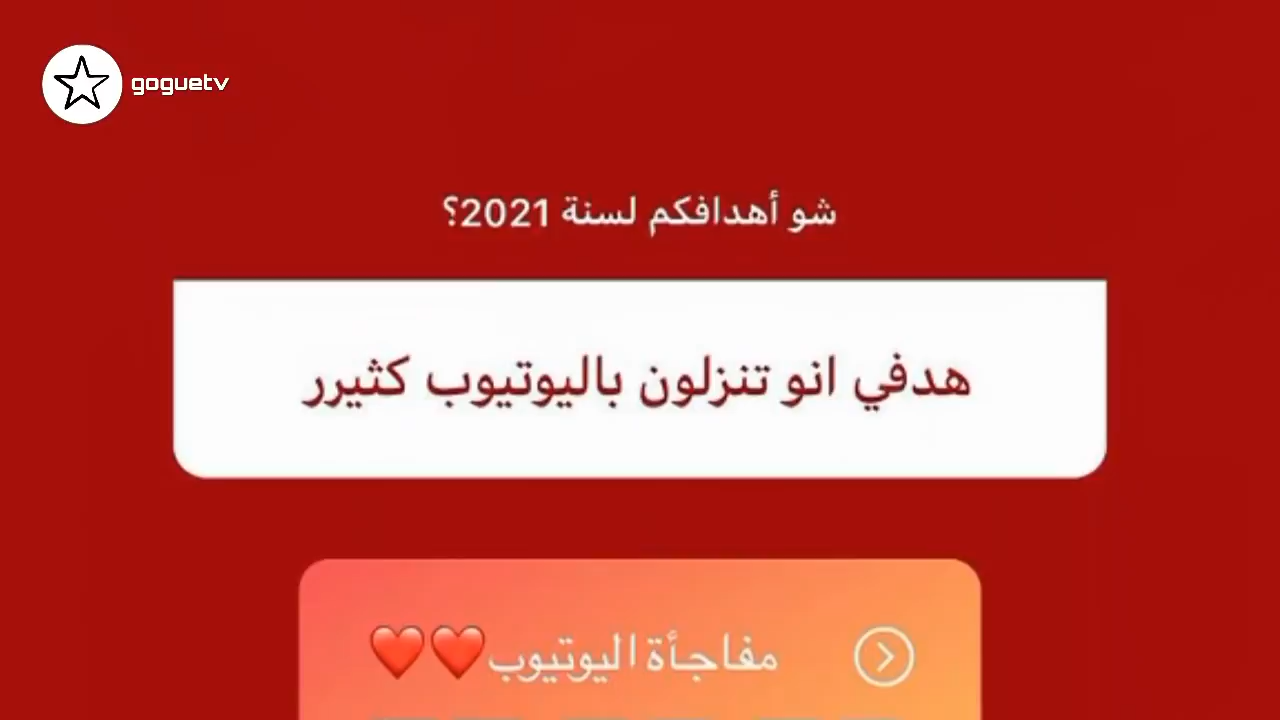 goguetv
شو أهدافكم لسنة 2021؟
هدفي انو تنزلون باليوتيوب كثيرر
مفاجأة اليوتيوب❤️❤️